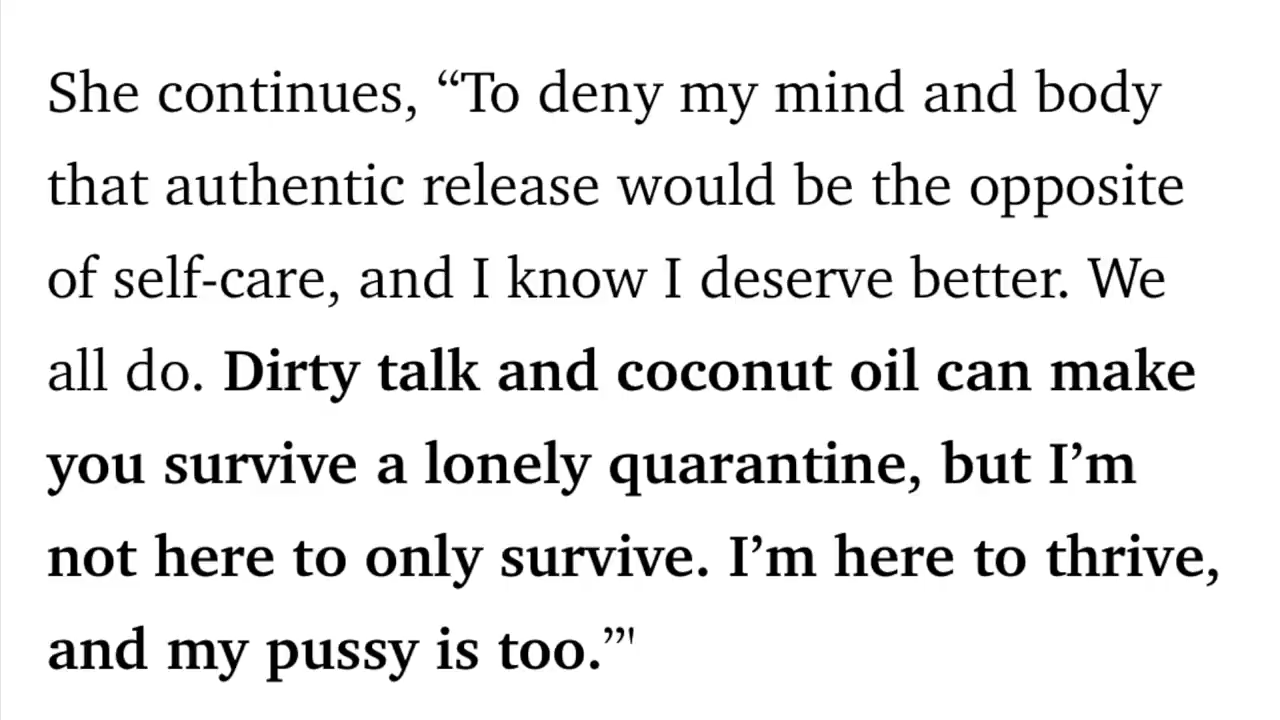 She continues, “To deny my mind and body
that authentic release would be the opposite
of self-care, and I know I deserve better. We
all do. Dirty talk and coconut oil can make
you survive a lonely quarantine, but I’m
not here to only survive. I’m here to thrive,
and my pussy is too.”’'